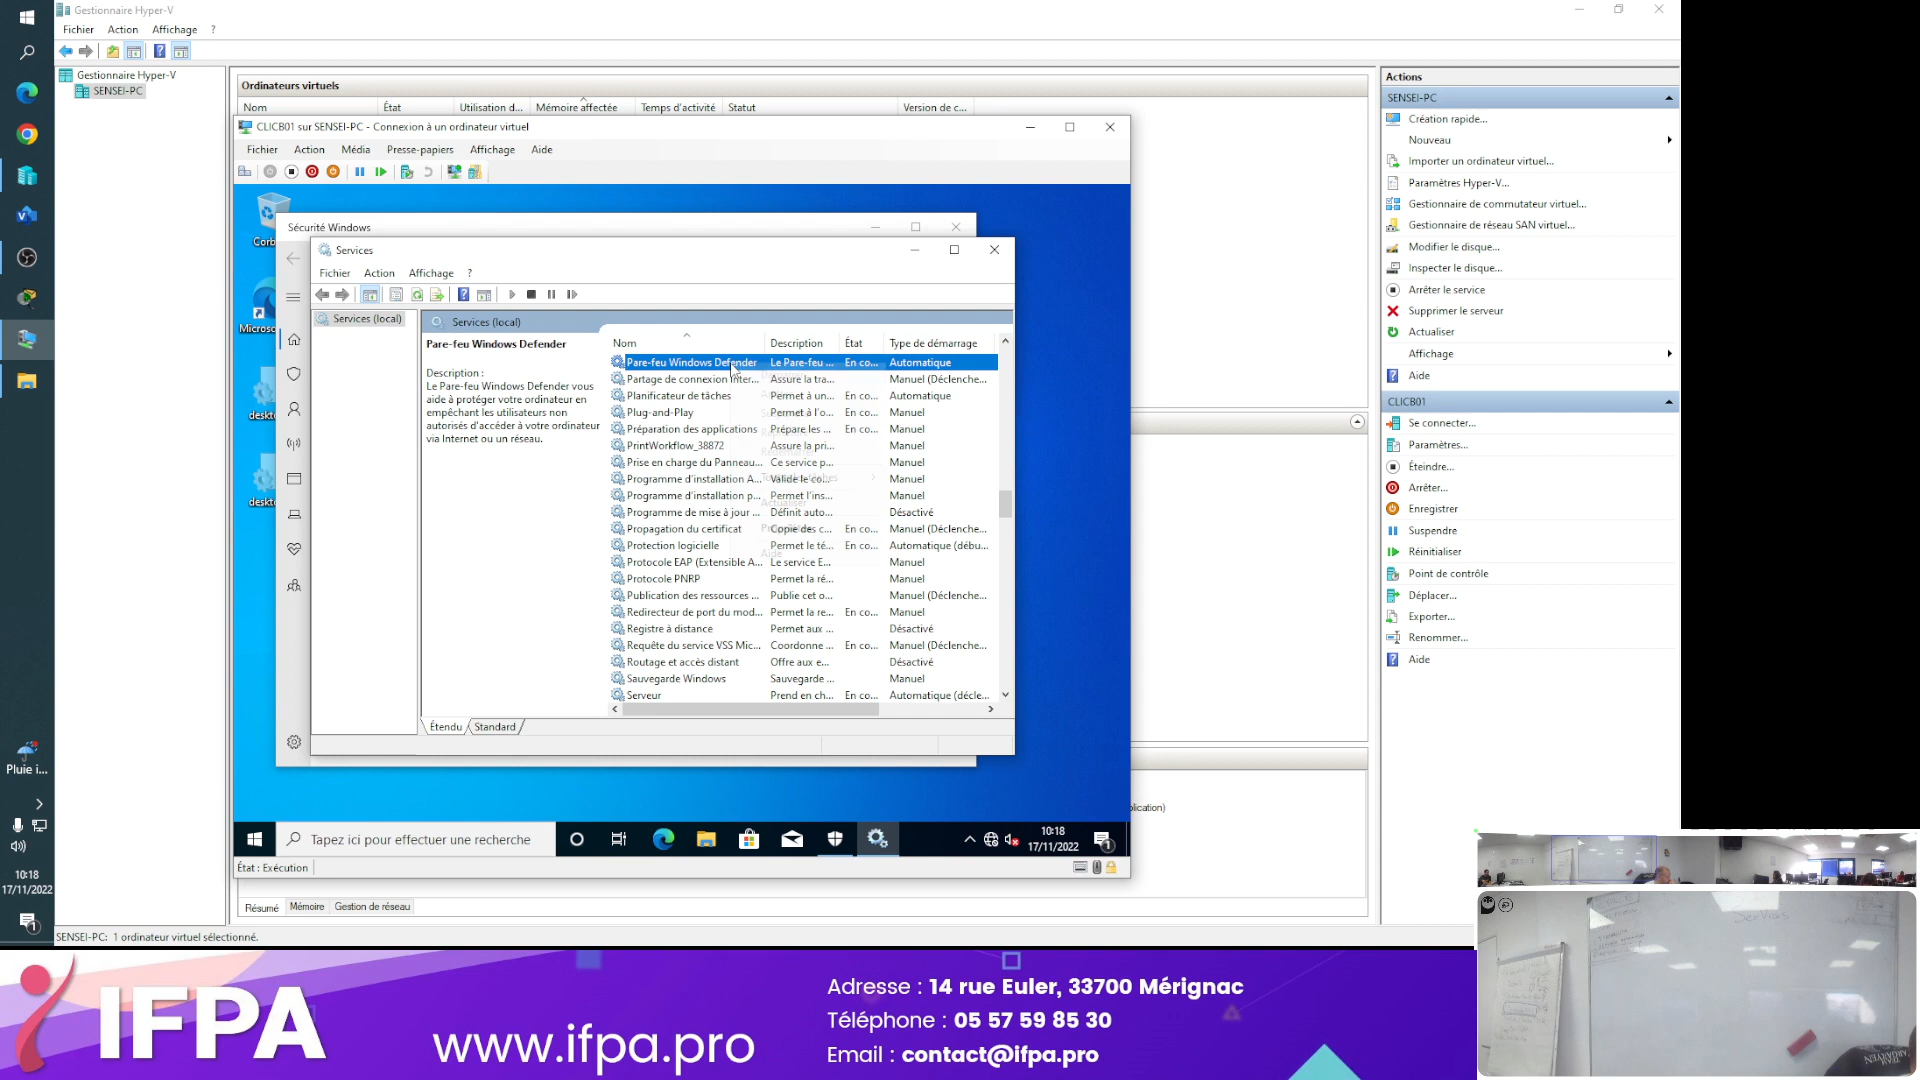 Gestionnaire Hyper-V
Fichier Action Affichage ?
Gestionnaire Hyper-V
SENSEI-PC
Ordinateurs virtuels
Nom État Utilisation d... Mémoire affectée Temps d'activité Statut Version de c...
CLICB01 sur SENSEI-PC - Connexion à un ordinateur virtuel
Fichier Action Média Presse-papiers Affichage Aide
Corb
Microso
deskto
deskto
Sécurité Windows
Services
Fichier Action Affichage ?
Services (local)
Services (local)
Pare-feu Windows Defender
Description :
Le Pare-feu Windows Defender vous
aide à protéger votre ordinateur en
empêchant les utilisateurs non
autorisés d'accéder à votre ordinateur
via Internet ou un réseau.
Nom Description État Type de démarrage
Pare-feu Windows Defender Le Pare-feu ... En co... Automatique
Partage de connexion Inter... Assure la tra... Manuel (Déclenche...
Planificateur de tâches Permet à un... En co... Automatique
Plug-and-Play Permet à l'o... En co... Manuel
Préparation des applications Prépare les ... En co... Manuel
PrintWorkflow_38872 Assure la pri... Manuel
Prise en charge du Panneau... Ce service p... Manuel
Programme d'installation A... Valide le co... Manuel
Programme d'installation p... Permet l'ins... Manuel
Programme de mise à jour ... Définit auto... Désactivé
Propagation du certificat Copie des c... En co... Manuel (Déclenche...
Protection logicielle Permet le té... En co... Automatique (débu...
Protocole EAP (Extensible A... Le service E... Manuel
Protocole PNRP Permet la ré... Manuel
Publication des ressources ... Publie cet o... Manuel (Déclenche...
Redirecteur de port du mod... Permet la re... En co... Manuel
Registre à distance Permet aux ... Désactivé
Requête du service VSS Mic... Coordonne ... En co... Manuel (Déclenche...
Routage et accès distant Offre aux e... Désactivé
Sauvegarde Windows Sauvegarde ... Manuel
Serveur Prend en ch... En co... Automatique (décle...
Étendu Standard
Tapez ici pour effectuer une recherche
10:18
17/11/2022
1
État : Exécution
plication)
Résumé Mémoire Gestion de réseau
SENSEI-PC: 1 ordinateur virtuel sélectionné.
Actions
SENSEI-PC
Création rapide...
Nouveau
Importer un ordinateur virtuel...
Paramètres Hyper-V...
Gestionnaire de commutateur virtuel...
Gestionnaire de réseau SAN virtuel...
Modifier le disque...
Inspecter le disque...
Arrêter le service
Supprimer le serveur
Actualiser
Affichage
Aide
CLICB01
Se connecter...
Paramètres...
Éteindre...
Arrêter...
Enregistrer
Suspendre
Réinitialiser
Point de contrôle
Déplacer...
Exporter...
Renommer...
Aide
Pluie i...
10:18
17/11/2022
1
Services
IFPA
www.ifpa.pro
Adresse : 14 rue Euler, 33700 Mérignac
Téléphone : 05 57 59 85 30
Email : contact@ifpa.pro